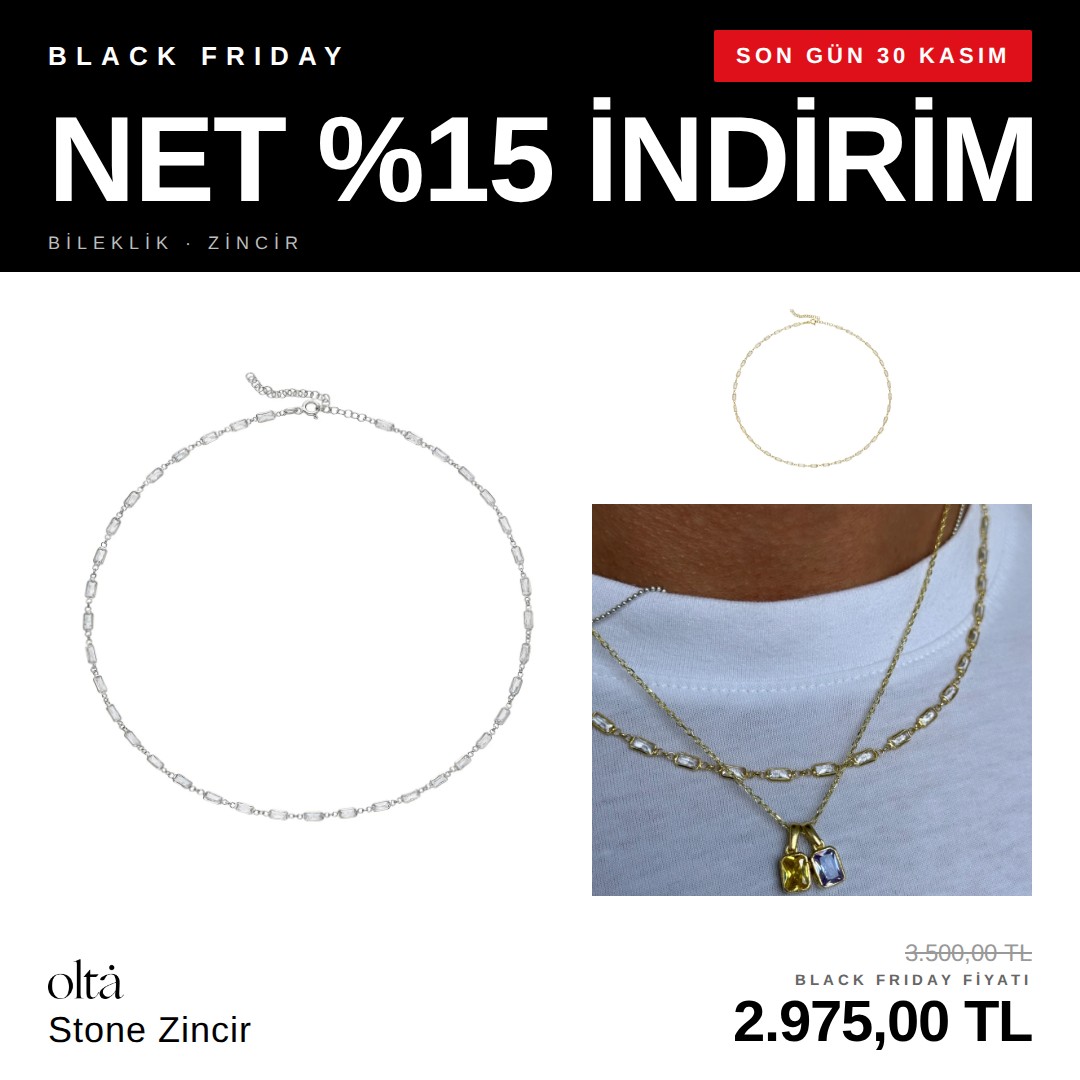 BLACK FRIDAY
SON GÜN 30 KASIM
NET %15 İNDİRİM
BİLEKLİK · ZİNCİR
olta
Stone Zincir
3.500,00 TL
BLACK FRIDAY FİYATI
2.975,00 TL